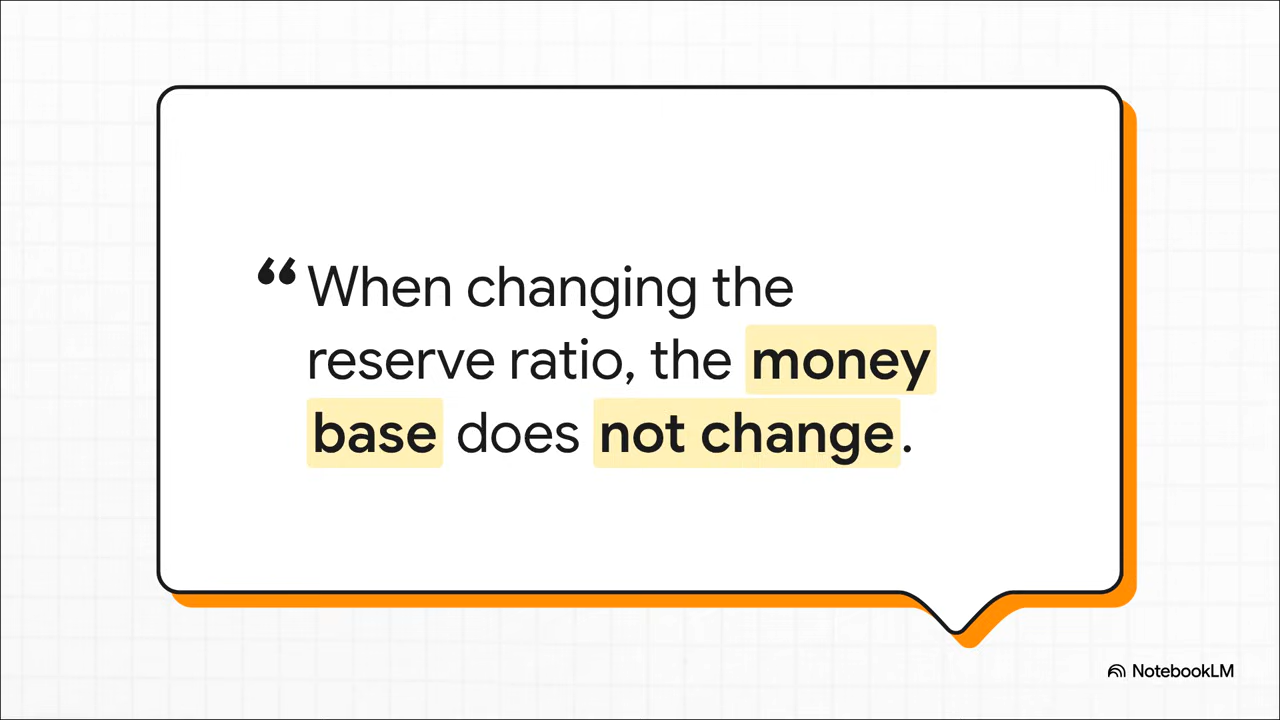 “When changing the
reserve ratio, the money
base does not change.
NotebookLM